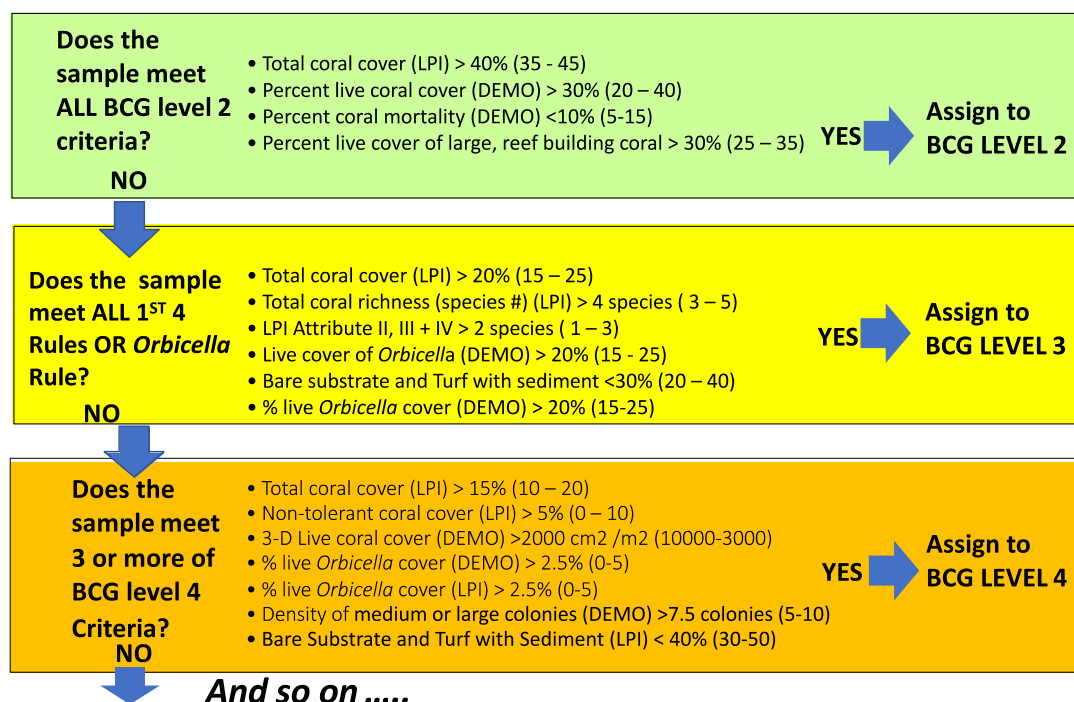 Does the
sample meet
ALL BCG level 2
criteria?
NO
• Total coral cover (LPI) > 40% (35 - 45)
• Percent live coral cover (DEMO) > 30% (20 – 40)
• Percent coral mortality (DEMO) <10% (5-15)
• Percent live cover of large, reef building coral > 30% (25 – 35)
YES
Assign to
BCG LEVEL 2
Does the  sample
meet ALL 1ST 4
Rules OR Orbicella
Rule?
NO
• Total coral cover (LPI) > 20% (15 – 25)
• Total coral richness (species #) (LPI) > 4 species ( 3 – 5)
• LPI Attribute II, III + IV > 2 species ( 1 – 3)
• Live cover of Orbicella (DEMO) > 20% (15 - 25)
• Bare substrate and Turf with sediment <30% (20 – 40)
• % live Orbicella cover (DEMO) > 20% (15-25)
YES
Assign to
BCG LEVEL 3
Does the
sample meet
3 or more of
BCG level 4
Criteria?
NO
• Total coral cover (LPI) > 15% (10 – 20)
• Non-tolerant coral cover (LPI) > 5% (0 – 10)
• 3-D Live coral cover (DEMO) >2000 cm2 /m2 (10000-3000)
• % live Orbicella cover (DEMO) > 2.5% (0-5)
• % live Orbicella cover (LPI) > 2.5% (0-5)
• Density of medium or large colonies (DEMO) >7.5 colonies (5-10)
• Bare Substrate and Turf with Sediment (LPI) < 40% (30-50)
YES
Assign to
BCG LEVEL 4
And so on .....